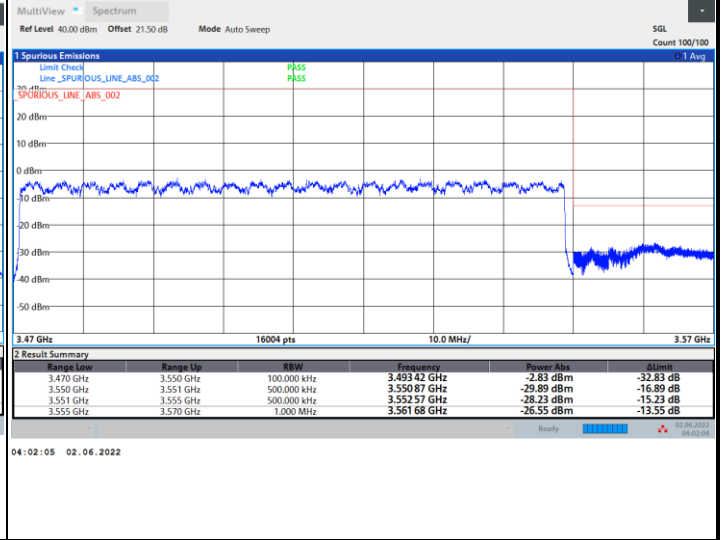 MultiView Spectrum
Ref Level 40.00 dBm Offset 21.50 dB Mode Auto Sweep SGL
Count 100/100
1 Spurious Emissions 1 Avg
Limit Check PASS
Line _SPURIOUS_LINE_ABS_002 PASS
30 dBm
_SPURIOUS_LINE_ABS_002
20 dBm
10 dBm
0 dBm
-10 dBm
-20 dBm
-30 dBm
-40 dBm
-50 dBm
3.47 GHz 16004 pts 10.0 MHz/ 3.57 GHz
2 Result Summary
Range Low Range Up RBW Frequency Power Abs ΔLimit
3.470 GHz 3.550 GHz 100.000 kHz 3.493 42 GHz -2.83 dBm -32.83 dB
3.550 GHz 3.551 GHz 500.000 kHz 3.550 87 GHz -29.89 dBm -16.89 dB
3.551 GHz 3.555 GHz 500.000 kHz 3.552 57 GHz -28.23 dBm -15.23 dB
3.555 GHz 3.570 GHz 1.000 MHz 3.561 68 GHz -26.55 dBm -13.55 dB
Ready 02.06.2022
04:02:04
04:02:05 02.06.2022